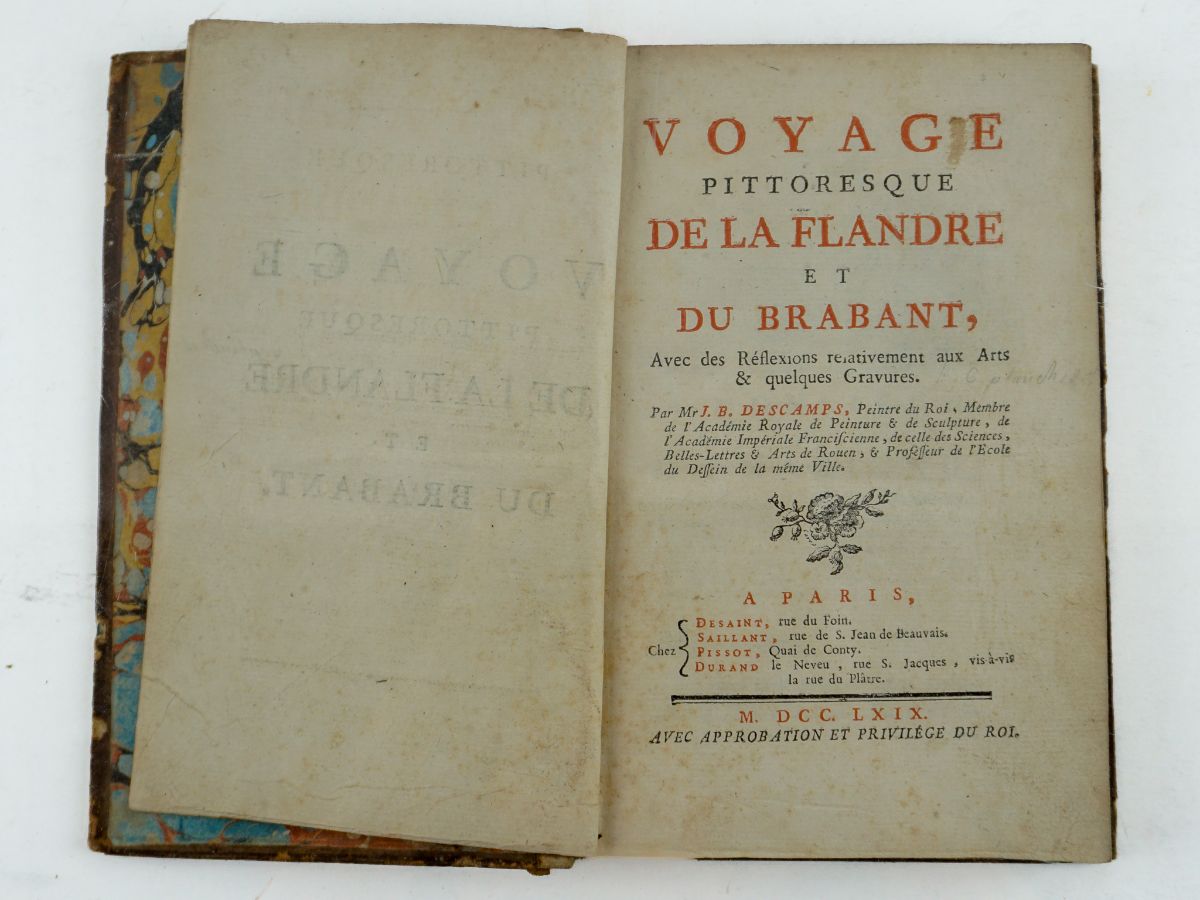 VOYAGE
PITTORESQUE
DE LA FLANDRE
ET
DU BRABANT,
Avec des Réflexions relativement aux Arts
& quelques Gravures.
Par Mr J. B. DESCAMPS, Peintre du Roi, Membre
de l'Académie Royale de Peinture & de Sculpture, de
l'Académie Impériale Franciscienne, de celle des Sciences,
Belles-Lettres & Arts de Rouen, & Professeur de l'Ecole
du Dessein de la même Ville.
A PARIS,
Chez
DESAINT, rue du Foin.
SAILLANT, rue de S. Jean de Beauvais.
PISSOT, Quai de Conty.
DURAND le Neveu, rue S. Jacques, vis-à-vis
la rue du Plâtre.
M. DCC. LXIX.
AVEC APPROBATION ET PRIVILÉGE DU ROI.